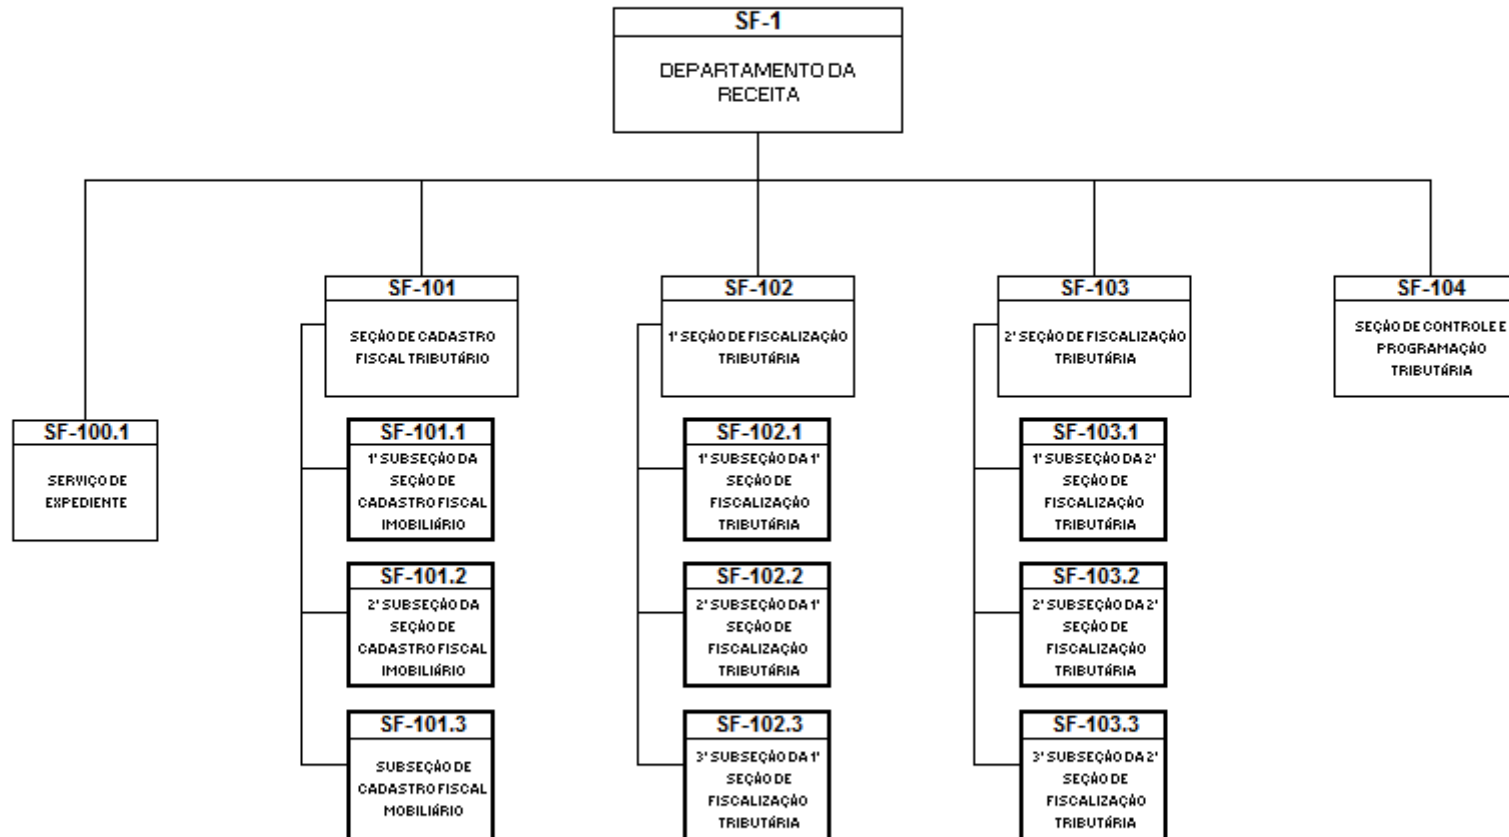 SF-1
DEPARTAMENTO DA
RECEITA
SF-101
SEÇÃO DE CADASTRO
FISCAL TRIBUTÁRIO
SF-102
1ª SEÇÃO DE FISCALIZAÇÃO
TRIBUTÁRIA
SF-103
2ª SEÇÃO DE FISCALIZAÇÃO
TRIBUTÁRIA
SF-104
SEÇÃO DE CONTROLE E
PROGRAMAÇÃO
TRIBUTÁRIA
SF-100.1
SERVIÇO DE
EXPEDIENTE
SF-101.1
1ª SUBSEÇÃO DA
SEÇÃO DE
CADASTRO FISCAL
IMOBILIÁRIO
SF-102.1
1ª SUBSEÇÃO DA 1ª
SEÇÃO DE
FISCALIZAÇÃO
TRIBUTÁRIA
SF-103.1
1ª SUBSEÇÃO DA 2ª
SEÇÃO DE
FISCALIZAÇÃO
TRIBUTÁRIA
SF-101.2
2ª SUBSEÇÃO DA
SEÇÃO DE
CADASTRO FISCAL
IMOBILIÁRIO
SF-102.2
2ª SUBSEÇÃO DA 1ª
SEÇÃO DE
FISCALIZAÇÃO
TRIBUTÁRIA
SF-103.2
2ª SUBSEÇÃO DA 2ª
SEÇÃO DE
FISCALIZAÇÃO
TRIBUTÁRIA
SF-101.3
SUBSEÇÃO DE
CADASTRO FISCAL
MOBILIÁRIO
SF-102.3
3ª SUBSEÇÃO DA 1ª
SEÇÃO DE
FISCALIZAÇÃO
TRIBUTÁRIA
SF-103.3
3ª SUBSEÇÃO DA 2ª
SEÇÃO DE
FISCALIZAÇÃO
TRIBUTÁRIA